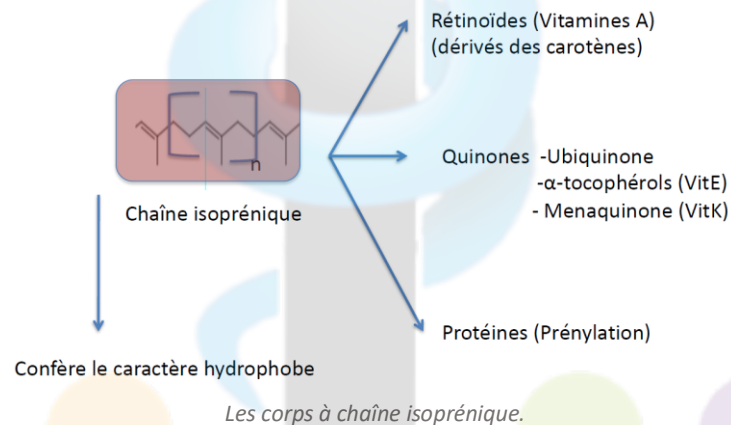 Rétinoïdes (Vitamines A)
(dérivés des carotènes)
n
Chaîne isoprénique
Quinones -Ubiquinone
-α-tocophérols (VitE)
- Menaquinone (VitK)
Protéines (Prénylation)
Confère le caractère hydrophobe
Les corps à chaîne isoprénique.